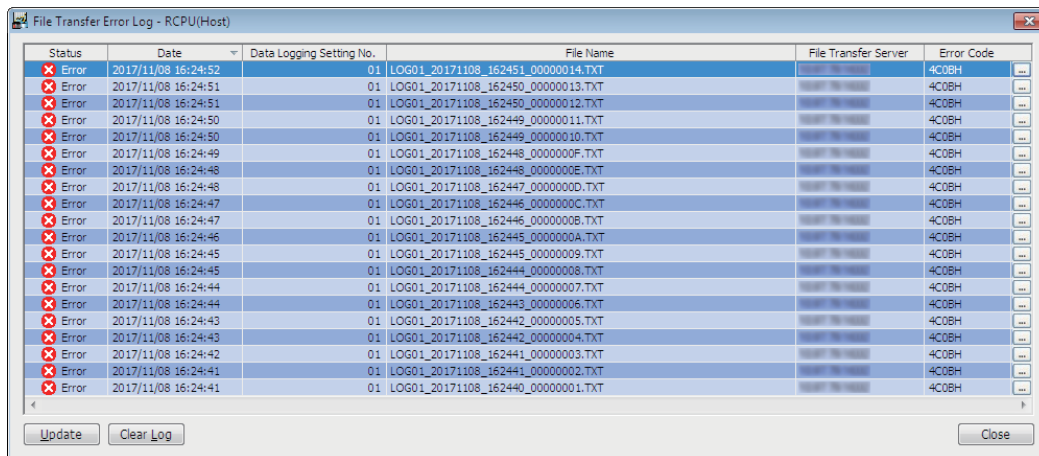 File Transfer Error Log - RCPU(Host)
Status Date Data Logging Setting No. File Name File Transfer Server Error Code
Error 2017/11/08 16:24:52 01 LOG01_20171108_162451_00000014.TXT 4C0BH ...
Error 2017/11/08 16:24:51 01 LOG01_20171108_162450_00000013.TXT 4C0BH ...
Error 2017/11/08 16:24:51 01 LOG01_20171108_162450_00000012.TXT 4C0BH ...
Error 2017/11/08 16:24:50 01 LOG01_20171108_162449_00000011.TXT 4C0BH ...
Error 2017/11/08 16:24:50 01 LOG01_20171108_162449_00000010.TXT 4C0BH ...
Error 2017/11/08 16:24:49 01 LOG01_20171108_162448_0000000F.TXT 4C0BH ...
Error 2017/11/08 16:24:48 01 LOG01_20171108_162448_0000000E.TXT 4C0BH ...
Error 2017/11/08 16:24:48 01 LOG01_20171108_162447_0000000D.TXT 4C0BH ...
Error 2017/11/08 16:24:47 01 LOG01_20171108_162446_0000000C.TXT 4C0BH ...
Error 2017/11/08 16:24:47 01 LOG01_20171108_162446_0000000B.TXT 4C0BH ...
Error 2017/11/08 16:24:46 01 LOG01_20171108_162445_0000000A.TXT 4C0BH ...
Error 2017/11/08 16:24:45 01 LOG01_20171108_162445_00000009.TXT 4C0BH ...
Error 2017/11/08 16:24:45 01 LOG01_20171108_162444_00000008.TXT 4C0BH ...
Error 2017/11/08 16:24:44 01 LOG01_20171108_162444_00000007.TXT 4C0BH ...
Error 2017/11/08 16:24:44 01 LOG01_20171108_162443_00000006.TXT 4C0BH ...
Error 2017/11/08 16:24:43 01 LOG01_20171108_162442_00000005.TXT 4C0BH ...
Error 2017/11/08 16:24:43 01 LOG01_20171108_162442_00000004.TXT 4C0BH ...
Error 2017/11/08 16:24:42 01 LOG01_20171108_162441_00000003.TXT 4C0BH ...
Error 2017/11/08 16:24:41 01 LOG01_20171108_162441_00000002.TXT 4C0BH ...
Error 2017/11/08 16:24:41 01 LOG01_20171108_162440_00000001.TXT 4C0BH ...
Update Clear Log Close